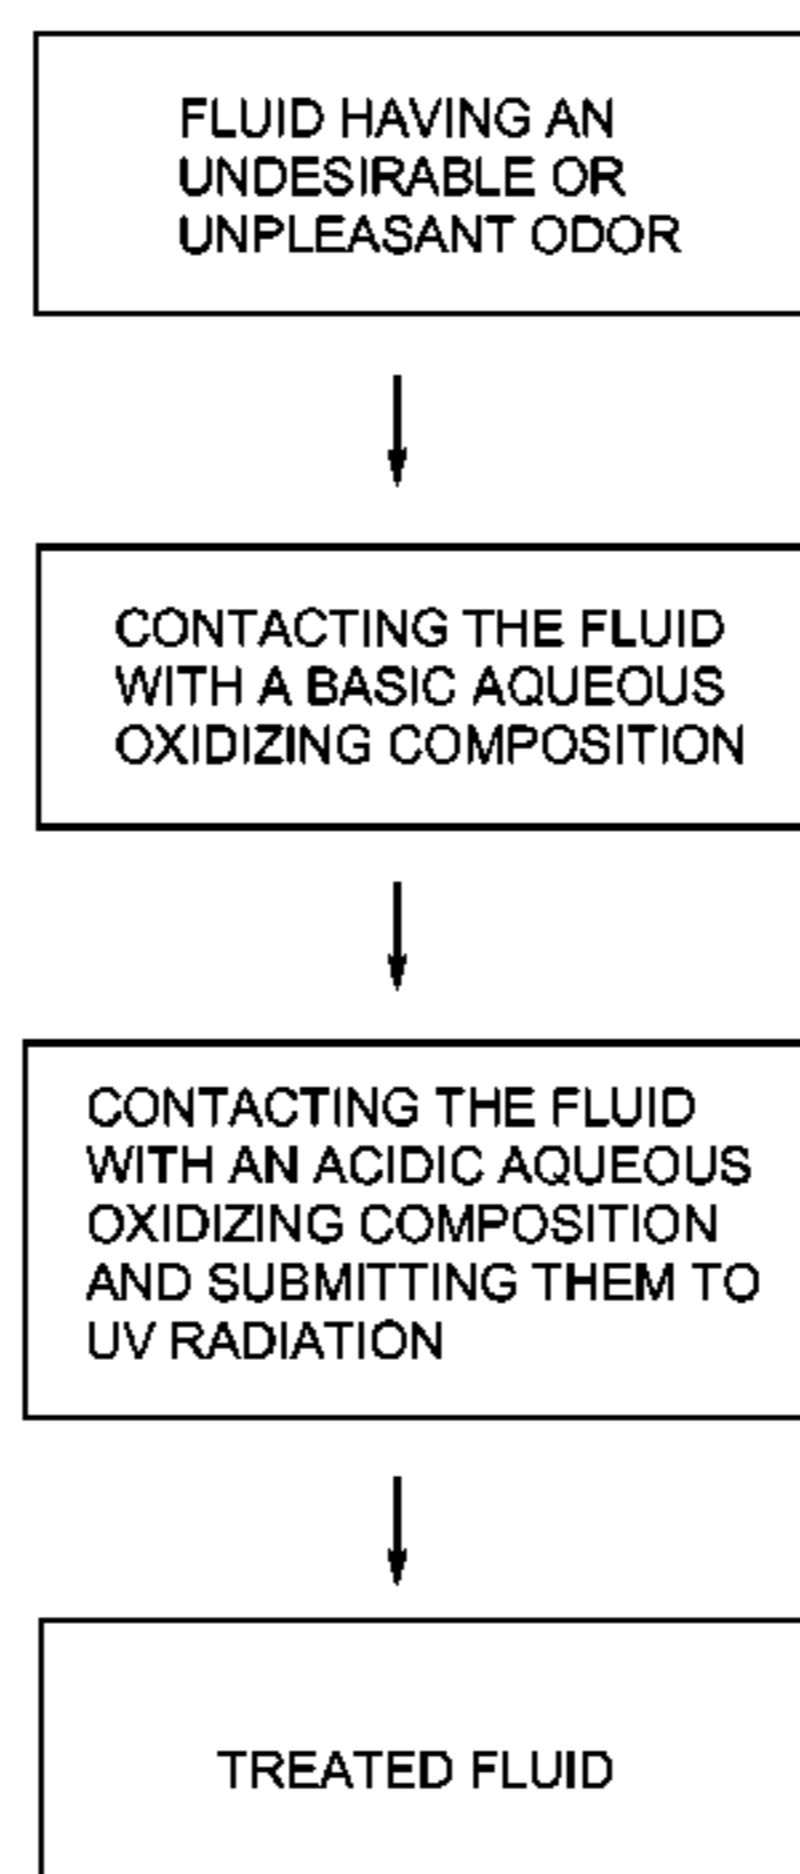 FLUID HAVING AN
UNDESIRABLE OR
UNPLEASANT ODOR
CONTACTING THE FLUID
WITH A BASIC AQUEOUS
OXIDIZING COMPOSITION
CONTACTING THE FLUID
WITH AN ACIDIC AQUEOUS
OXIDIZING COMPOSITION
AND SUBMITTING THEM TO
UV RADIATION
TREATED FLUID